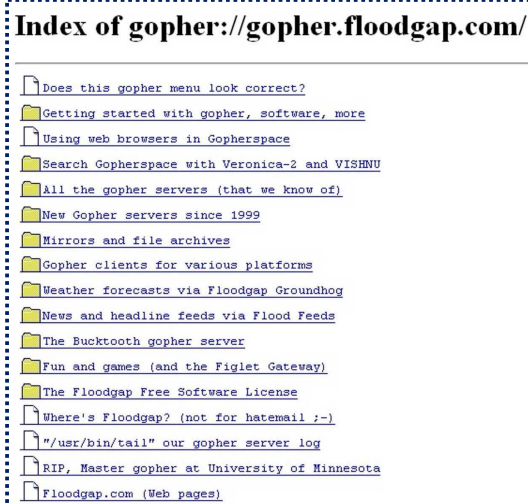 Index of gopher://gopher.floodgap.com/
Does this gopher menu look correct?
Getting started with gopher, software, more
Using web browsers in Gopherspace
Search Gopherspace with Veronica-2 and VISHNU
All the gopher servers (that we know of)
New Gopher servers since 1999
Mirrors and file archives
Gopher clients for various platforms
Weather forecasts via Floodgap Groundhog
News and headline feeds via Flood Feeds
The Bucktooth gopher server
Fun and games (and the Figlet Gateway)
The Floodgap Free Software License
Where's Floodgap? (not for hatemail ;-)
"/usr/bin/tail" our gopher server log
RIP, Master gopher at University of Minnesota
Floodgap.com (Web pages)